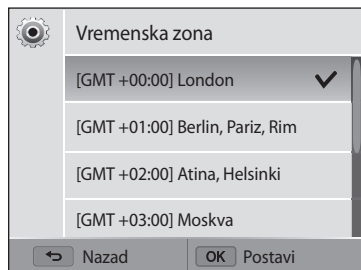 Vremenska zona
[GMT +00:00] London
[GMT +01:00] Berlin, Pariz, Rim
[GMT +02:00] Atina, Helsinki
[GMT +03:00] Moskva
Nazad OK Postavi